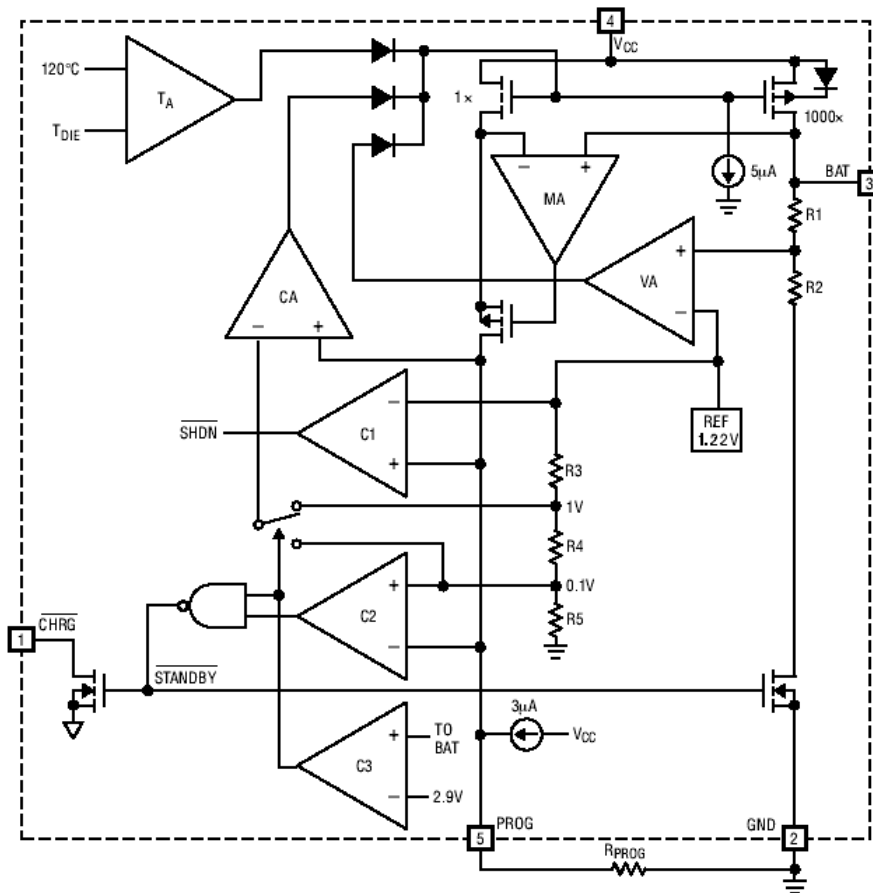 4
VCC
120°C
TA
TDIE
1×
1000×
– +
MA
5µA
BAT
3
R1
+
VA
–
R2
CA
– +
REF
1.22V
–
C1
+
SHDN
R3
1V
R4
0.1V
R5
+
C2
–
1
CHRG
STANDBY
3µA
VCC
+
TO
BAT
C3
–
2.9V
5
PROG
GND
2
RPROG